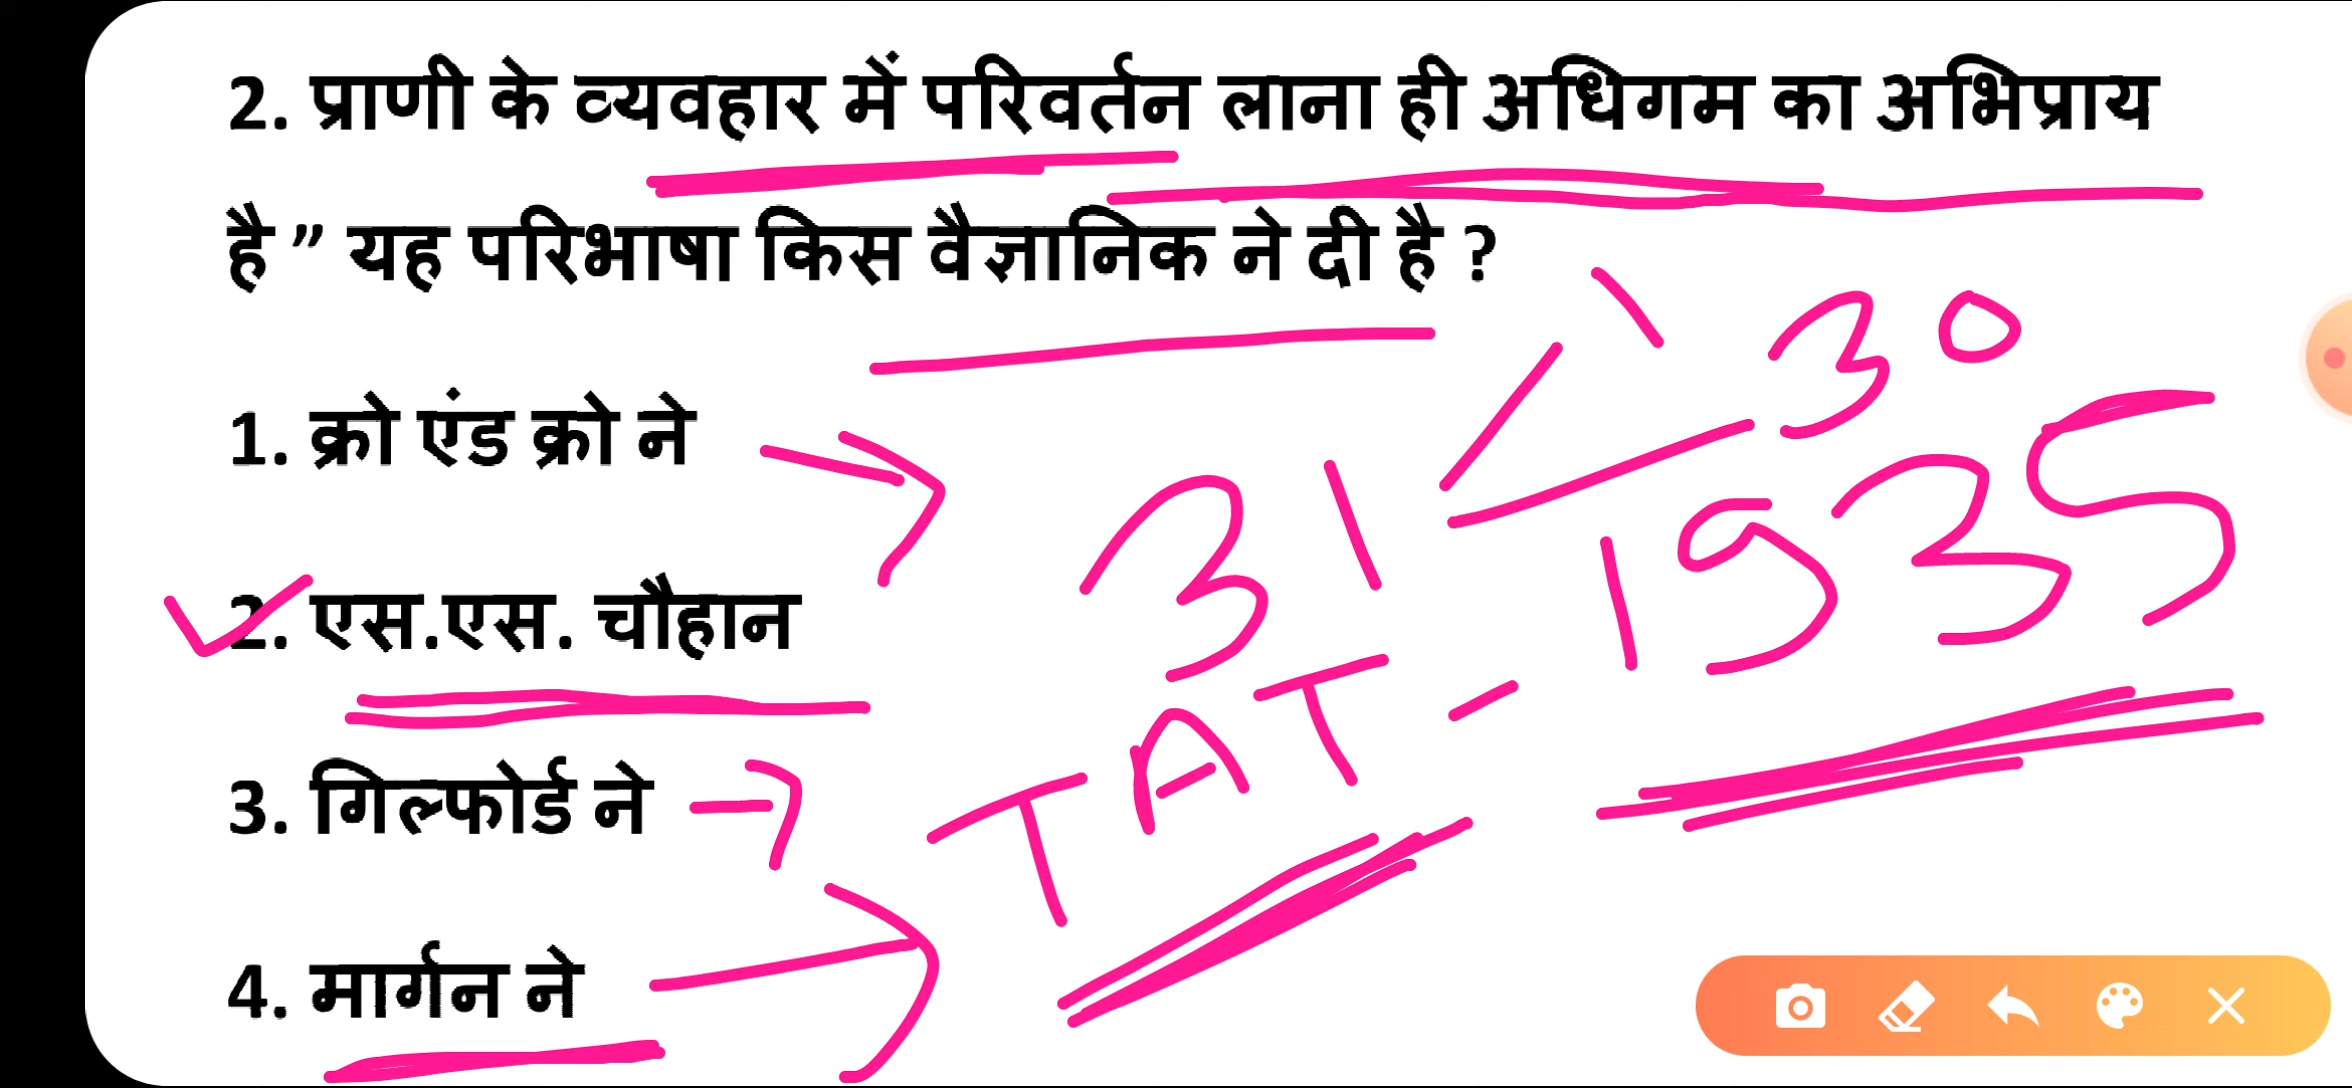 2. प्राणी के व्यवहार में परिवर्तन लाना ही अधिगम का अभिप्राय
है ” यह परिभाषा किस वैज्ञानिक ने दी है ?
30
1. क्रो एंड क्रो ने
31
1935
2. एस.एस. चौहान
TAT -
3. गिल्फोर्ड ने
4. मार्गन ने